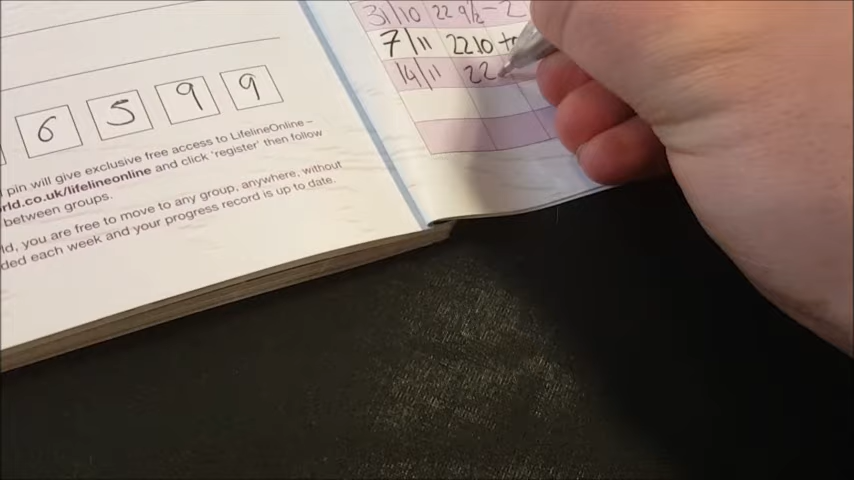 31/10 22 9½ -2
7/11 2210 +
14/11 22
6 5 9 9
pin will give exclusive free access to LifelineOnline –
rld.co.uk/lifelineonline and click 'register' then follow
between groups.
ld, you are free to move to any group, anywhere, without
ded each week and your progress record is up to date.